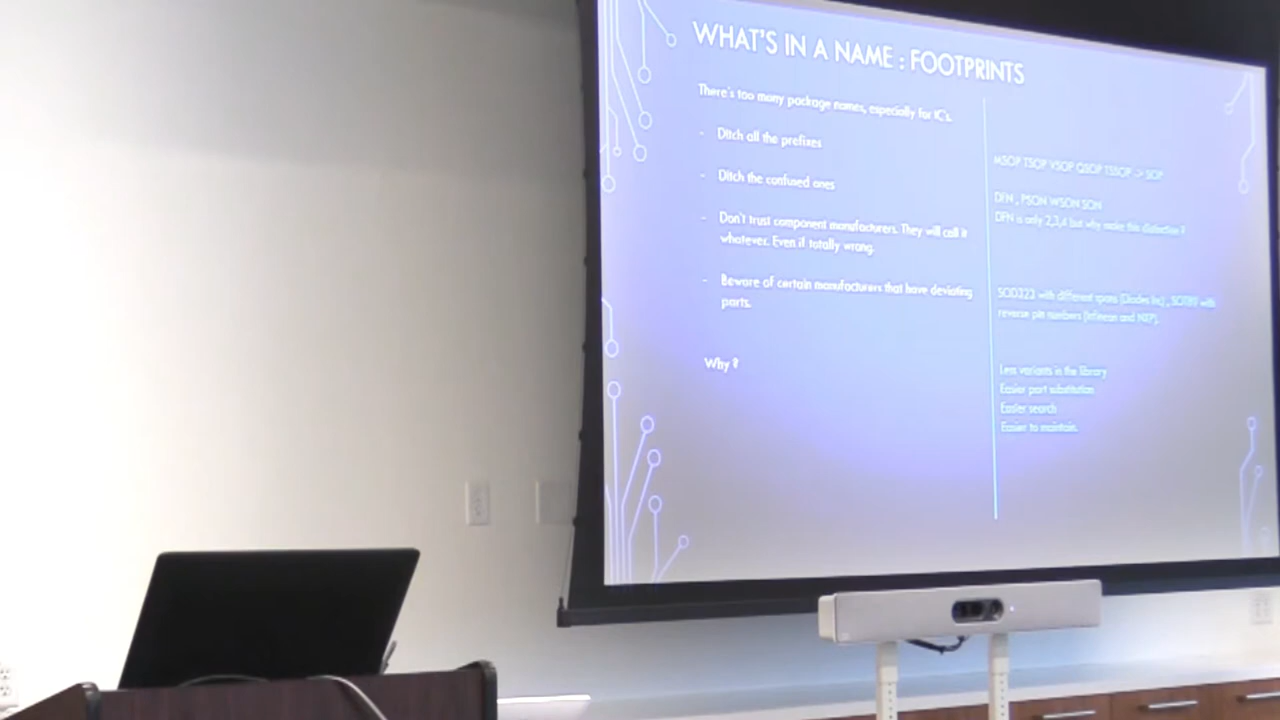 WHAT'S IN A NAME : FOOTPRINTS
There's too many package names, especially for IC's.
- Ditch all the prefixes
- Ditch the confused ones
- Don't trust component manufacturers. They will call it
whatever. Even if totally wrong.
- Beware of certain manufacturers that have deviating
parts.
Why ?
MSOP TSOP VSOP QSOP TSSOP -> SOP
DFN , PSON WSON SON
DFN is only 2,3,4 but why make this distinction ?
SOD323 with different spans (Diodes Inc) , SOT89 with
reverse pin numbers (Infineon and NXP).
Less variants in the library
Easier part substitution
Easier search
Easier to maintain.